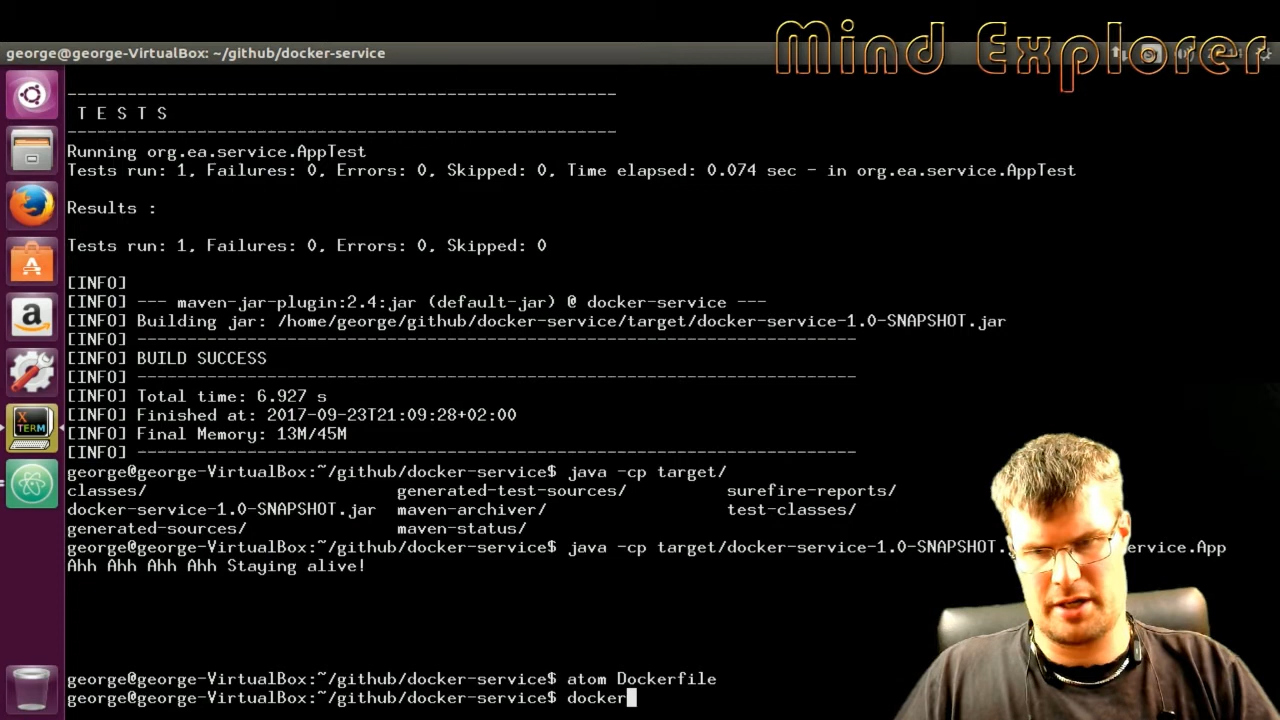 Mind Explorer
george@george-VirtualBox: ~/github/docker-service
-------------------------------------------------------
T E S T S
-------------------------------------------------------
Running org.ea.service.AppTest
Tests run: 1, Failures: 0, Errors: 0, Skipped: 0, Time elapsed: 0.074 sec - in org.ea.service.AppTest
Results :
Tests run: 1, Failures: 0, Errors: 0, Skipped: 0
[INFO]
[INFO] --- maven-jar-plugin:2.4:jar (default-jar) @ docker-service ---
[INFO] Building jar: /home/george/github/docker-service/target/docker-service-1.0-SNAPSHOT.jar
[INFO] ------------------------------------------------------------------------
[INFO] BUILD SUCCESS
[INFO] ------------------------------------------------------------------------
[INFO] Total time: 6.927 s
[INFO] Finished at: 2017-09-23T21:09:28+02:00
[INFO] Final Memory: 13M/45M
[INFO] ------------------------------------------------------------------------
george@george-VirtualBox:~/github/docker-service$ java -cp target/
classes/ generated-test-sources/ surefire-reports/
docker-service-1.0-SNAPSHOT.jar maven-archiver/ test-classes/
generated-sources/ maven-status/
george@george-VirtualBox:~/github/docker-service$ java -cp target/docker-service-1.0-SNAPSHOT. ervice.App
Ahh Ahh Ahh Ahh Staying alive!
george@george-VirtualBox:~/github/docker-service$ atom Dockerfile
george@george-VirtualBox:~/github/docker-service$ docker
a
X
TERM